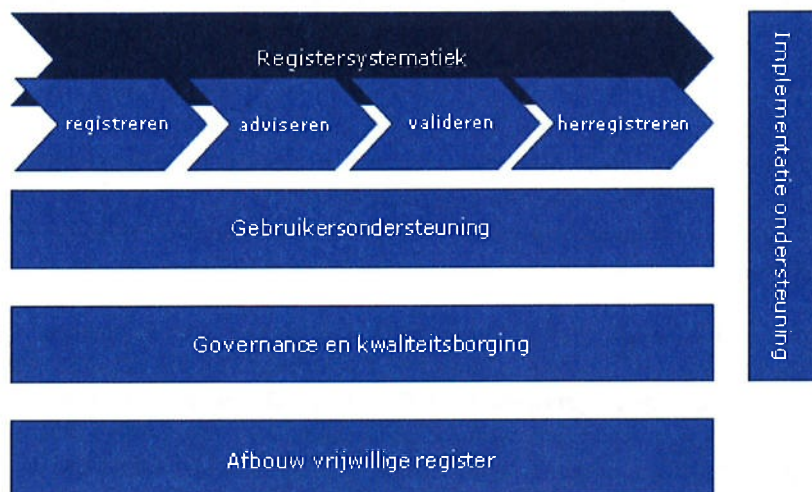 Registersystematiek
registreren
adviseren
valideren
herregistreren
Gebruikersondersteuning
Governance en kwaliteitsborging
Afbouw vrijwillige register
Implementatie ondersteuning